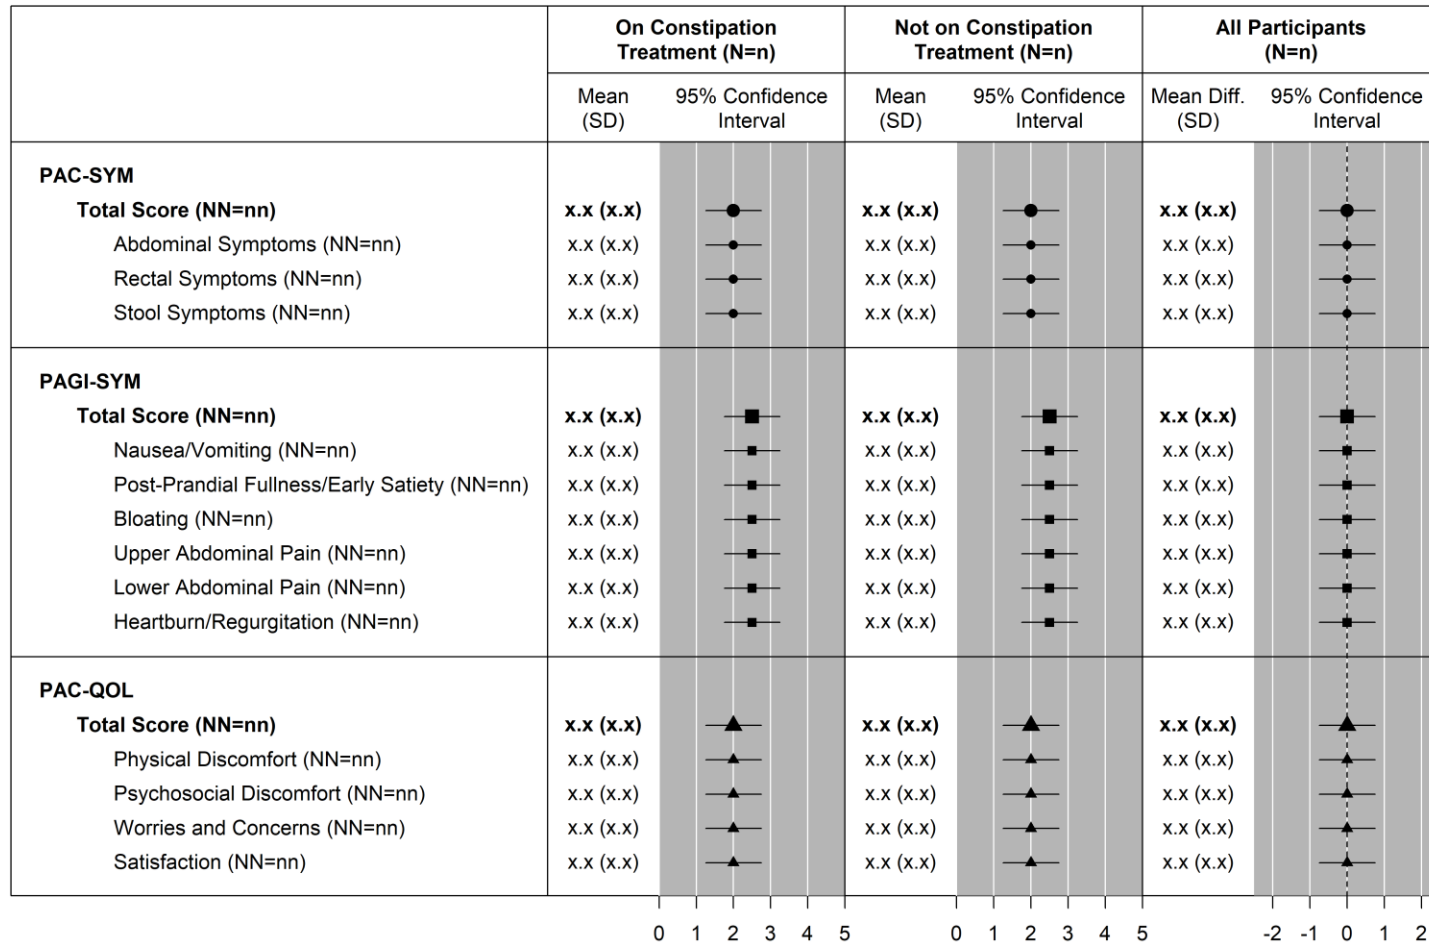 On Constipation Treatment (N=n)
Not on Constipation Treatment (N=n)
All Participants (N=n)
Mean (SD)
95% Confidence Interval
Mean (SD)
95% Confidence Interval
Mean Diff. (SD)
95% Confidence Interval
PAC-SYM
Total Score (NN=nn) x.x (x.x) x.x (x.x) x.x (x.x)
Abdominal Symptoms (NN=nn) x.x (x.x) x.x (x.x) x.x (x.x)
Rectal Symptoms (NN=nn) x.x (x.x) x.x (x.x) x.x (x.x)
Stool Symptoms (NN=nn) x.x (x.x) x.x (x.x) x.x (x.x)
PAGI-SYM
Total Score (NN=nn) x.x (x.x) x.x (x.x) x.x (x.x)
Nausea/Vomiting (NN=nn) x.x (x.x) x.x (x.x) x.x (x.x)
Post-Prandial Fullness/Early Satiety (NN=nn) x.x (x.x) x.x (x.x) x.x (x.x)
Bloating (NN=nn) x.x (x.x) x.x (x.x) x.x (x.x)
Upper Abdominal Pain (NN=nn) x.x (x.x) x.x (x.x) x.x (x.x)
Lower Abdominal Pain (NN=nn) x.x (x.x) x.x (x.x) x.x (x.x)
Heartburn/Regurgitation (NN=nn) x.x (x.x) x.x (x.x) x.x (x.x)
PAC-QOL
Total Score (NN=nn) x.x (x.x) x.x (x.x) x.x (x.x)
Physical Discomfort (NN=nn) x.x (x.x) x.x (x.x) x.x (x.x)
Psychosocial Discomfort (NN=nn) x.x (x.x) x.x (x.x) x.x (x.x)
Worries and Concerns (NN=nn) x.x (x.x) x.x (x.x) x.x (x.x)
Satisfaction (NN=nn) x.x (x.x) x.x (x.x) x.x (x.x)
0 1 2 3 4 5 0 1 2 3 4 5 -2 -1 0 1 2